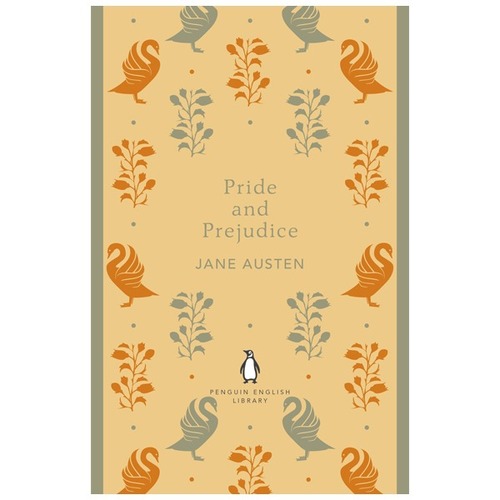 Pride
and
Prejudice
JANE AUSTEN
PENGUIN ENGLISH
LIBRARY